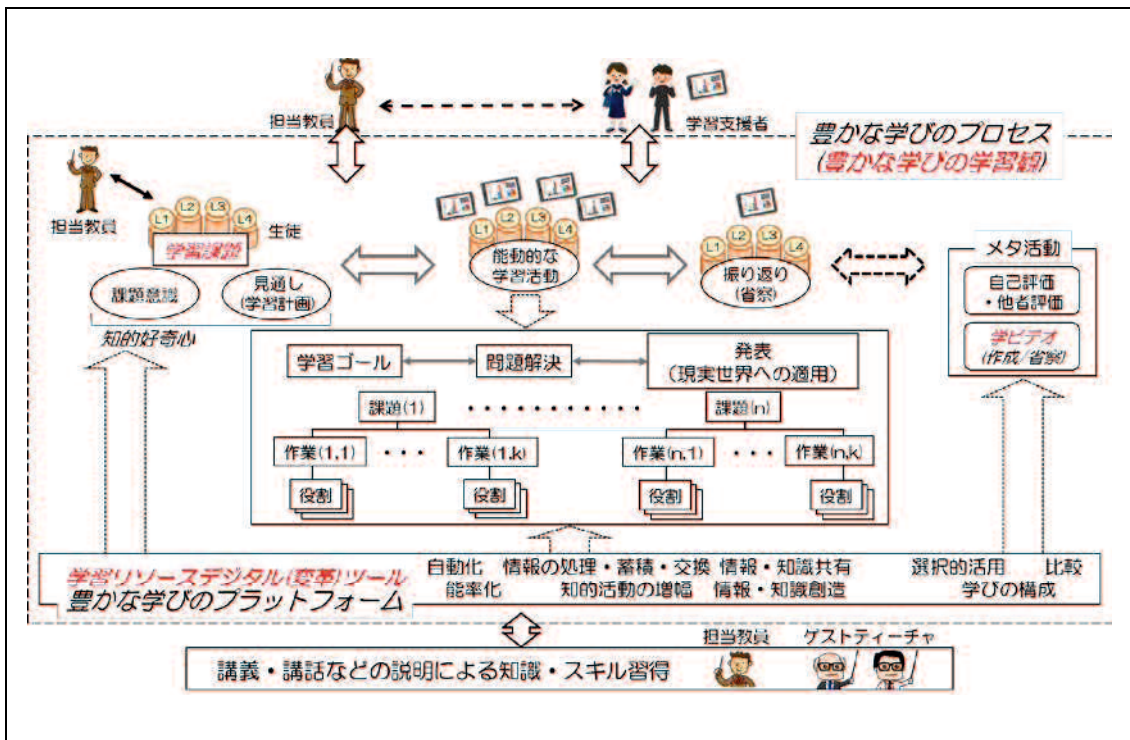 担当教員
学習支援者
豊かな学びのプロセス
(豊かな学びの学習観)
担当教員
L1 L2 L3 L4
生徒
学習課題
課題意識
見通し
(学習計画)
知的好奇心
L1 L2 L3 L4
能動的な
学習活動
L1 L2 L3 L4
振り返り
(省察)
メタ活動
自己評価
・他者評価
学ビデオ
(作成/省察)
学習ゴール
問題解決
発表
(現実世界への適用)
課題(1)
・・・・・・・・・・・
課題(n)
作業(1,1)
・・・
作業(1,k)
作業(n,1)
・・・
作業(n,k)
役割
役割
役割
役割
学習リソースデジタル(変革)ツール
豊かな学びのプラットフォーム
自動化 情報の処理・蓄積・交換 情報・知識共有
能率化 知的活動の増幅 情報・知識創造
選択的活用 比較
学びの構成
担当教員 ゲストティーチャ
講義・講話などの説明による知識・スキル習得